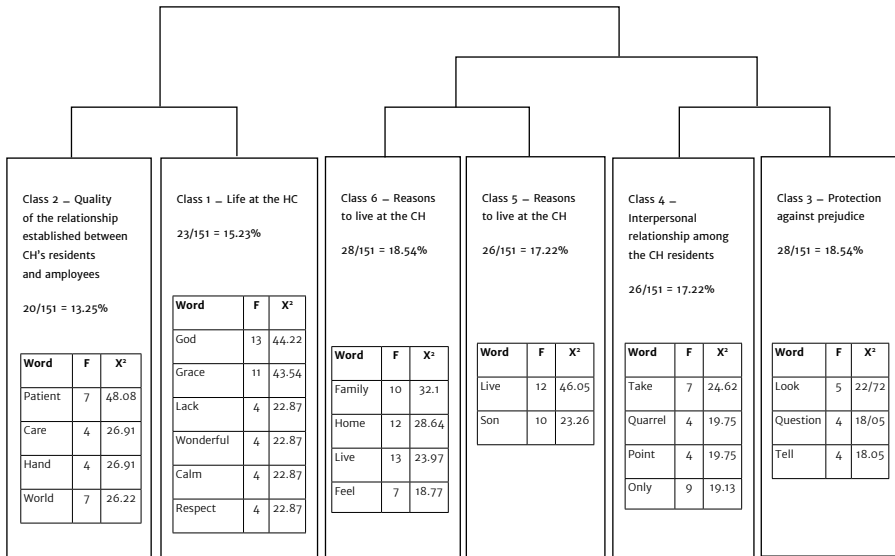 Class 2 – Quality
of the relationship
established between
CH's residents
and amployees
20/151 = 13.25%
Word F X²
Patient 7 48.08
Care 4 26.91
Hand 4 26.91
World 7 26.22
Class 1 – Life at the HC
23/151 = 15.23%
Word F X²
God 13 44.22
Grace 11 43.54
Lack 4 22.87
Wonderful 4 22.87
Calm 4 22.87
Respect 4 22.87
Class 6 – Reasons
to live at the CH
28/151 = 18.54%
Word F X²
Family 10 32.1
Home 12 28.64
Live 13 23.97
Feel 7 18.77
Class 5 – Reasons
to live at the CH
26/151 = 17.22%
Word F X²
Live 12 46.05
Son 10 23.26
Class 4 –
Interpersonal
relationship among
the CH residents
26/151 = 17.22%
Word F X²
Take 7 24.62
Quarrel 4 19.75
Point 4 19.75
Only 9 19.13
Class 3 – Protection
against prejudice
28/151 = 18.54%
Word F X²
Look 5 22/72
Question 4 18/05
Tell 4 18.05